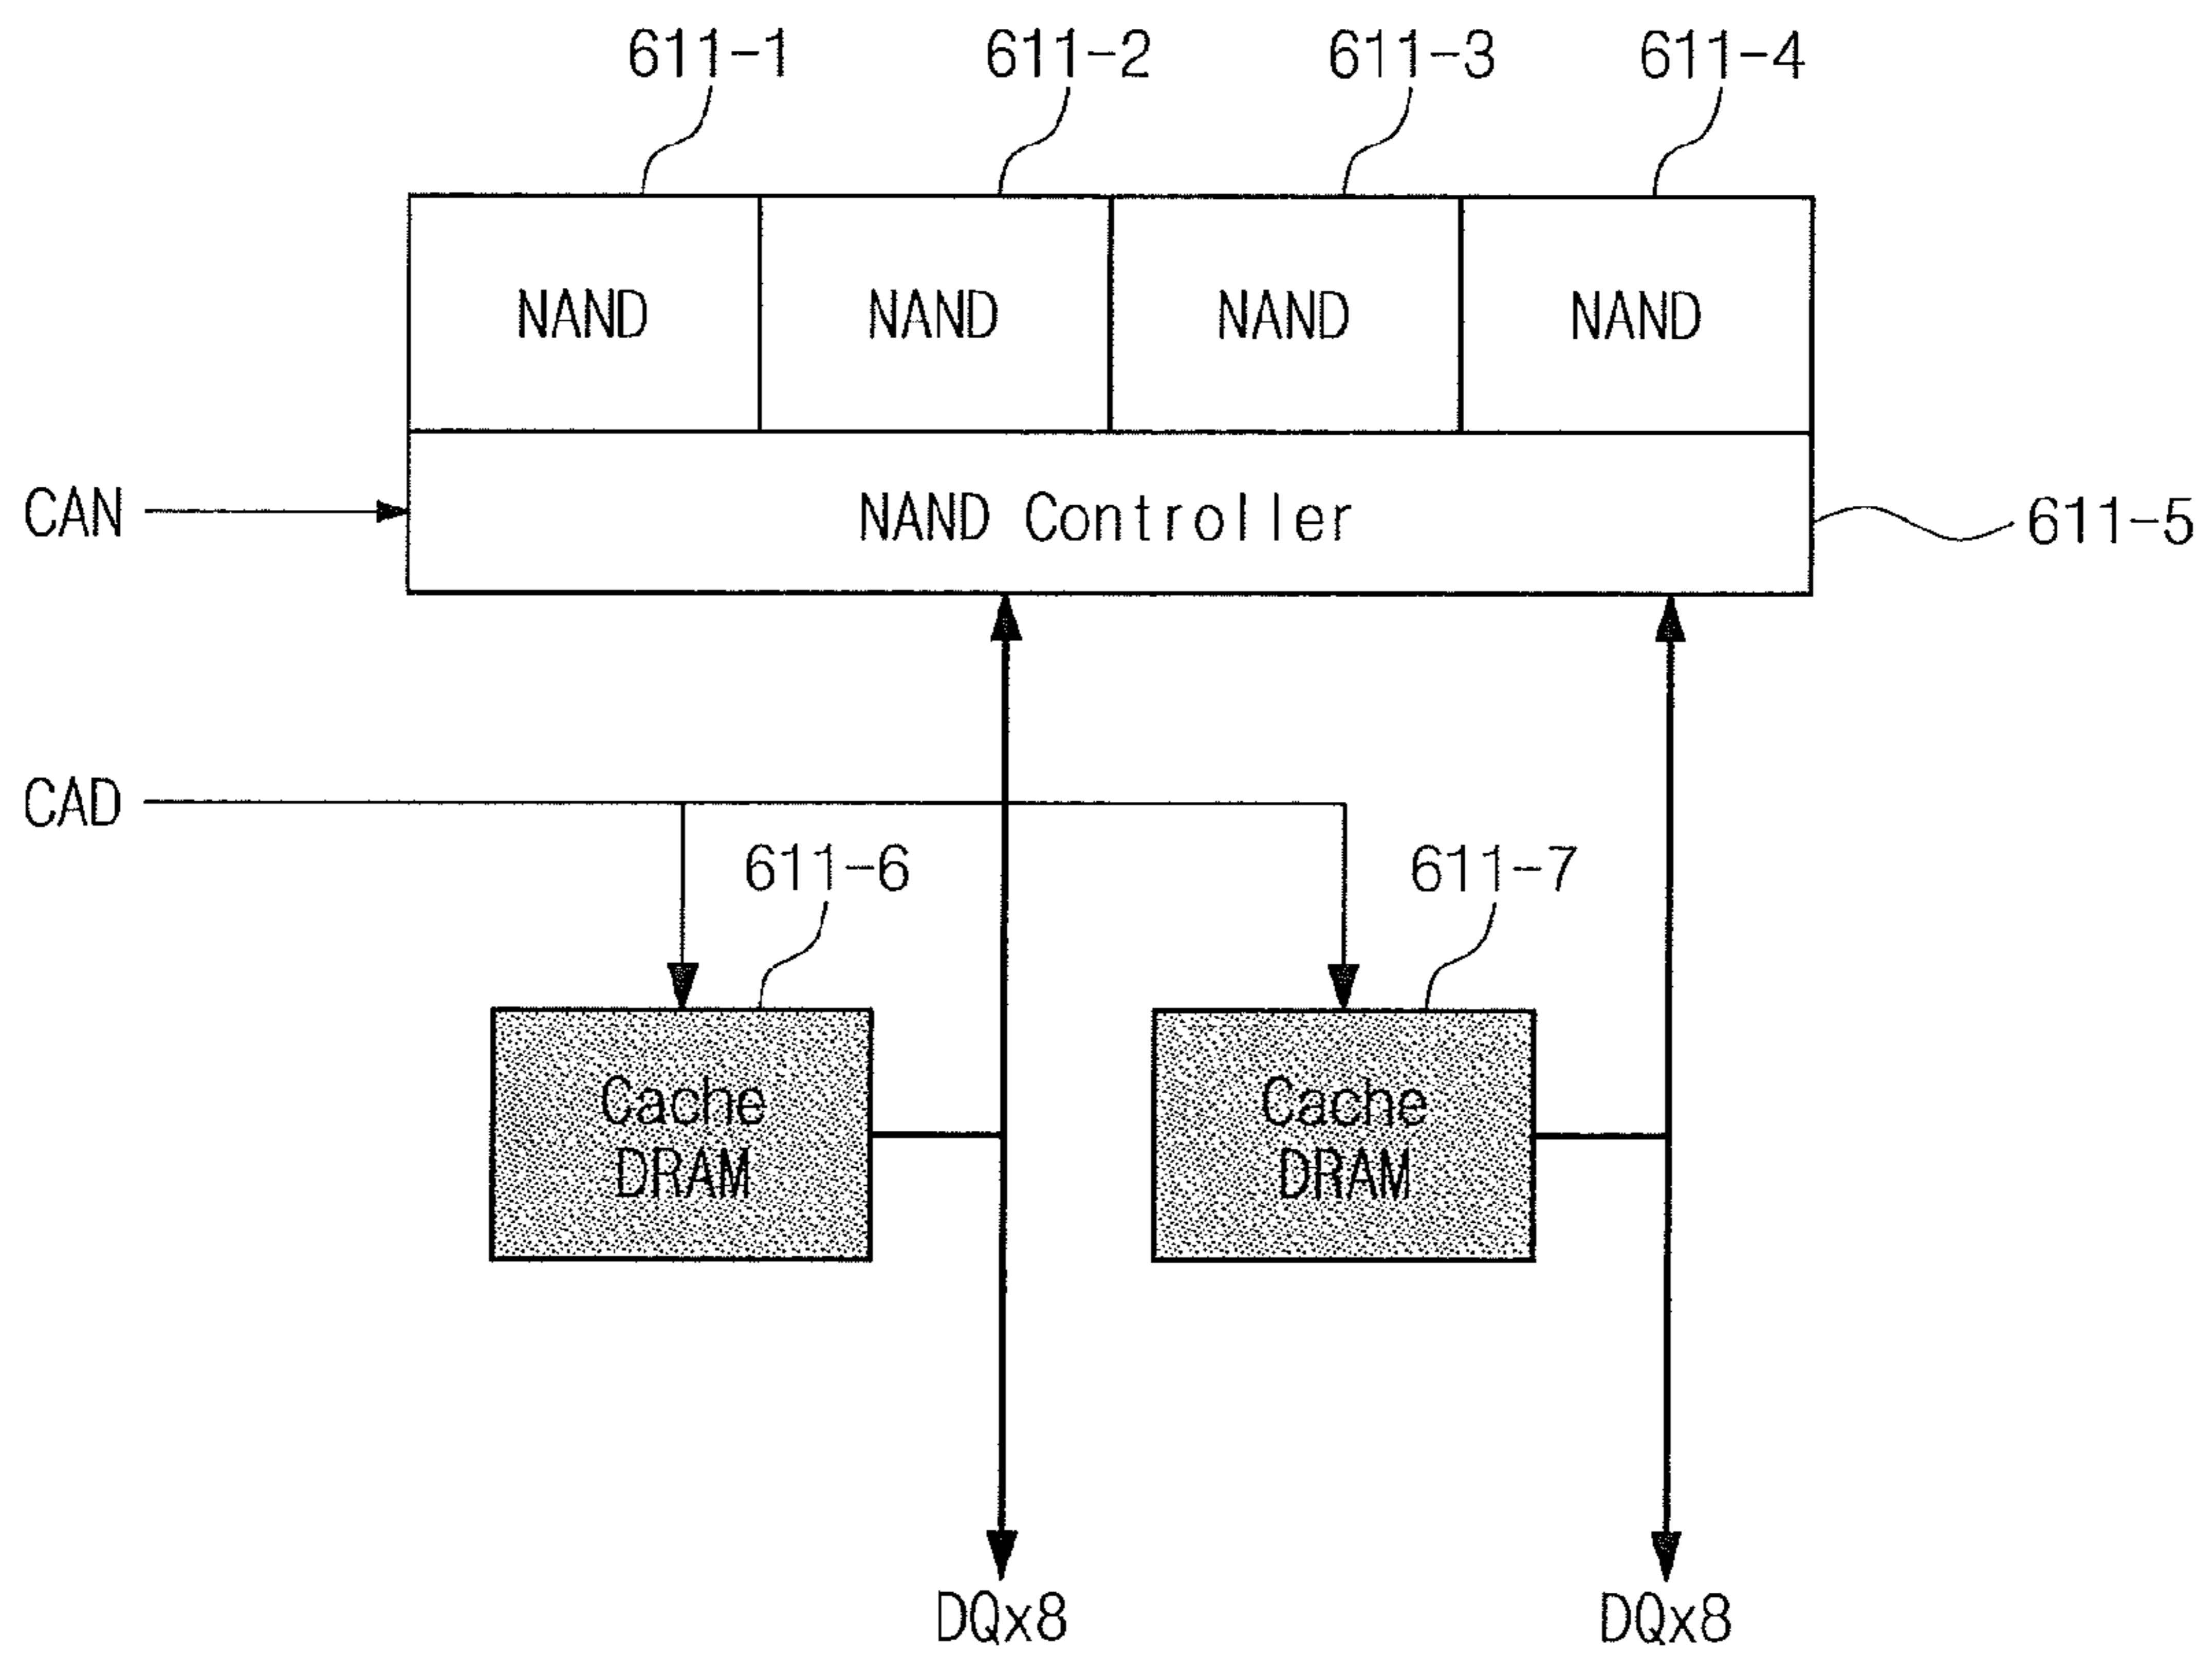 611-1 611-2 611-3 611-4
NAND NAND NAND NAND
CAN NAND Controller 611-5
CAD
611-6 611-7
Cache Cache
DRAM DRAM
DQx8 DQx8